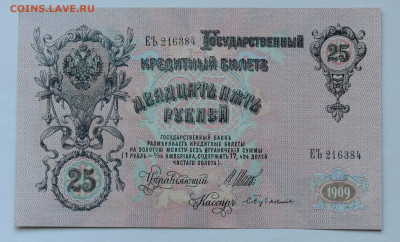 COINS.LAVE.RU
ЕЪ 216384 ГОСУДАРСТВЕННЫЙ 25
КРЕДИТНЫЙ БИЛЕТЪ
ДВАДЦАТЬ ПЯТЬ
РУБЛЕЙ
ГОСУДАРСТВЕННЫЙ БАНКЪ
РАЗМѢНИВАЕТЪ КРЕДИТНЫЕ БИЛЕТЫ
НА ЗОЛОТУЮ МОНЕТУ БЕЗЪ ОГРАНИЧЕНІЯ СУММЫ
(1 РУБЛЬ = 1/15 ИМПЕРІАЛА, СОДЕРЖИТЪ 17,424 ДОЛЕЙ
ЧИСТАГО ЗОЛОТА).
ЕЪ 216384
25
Управляющій
Кассиръ
1909